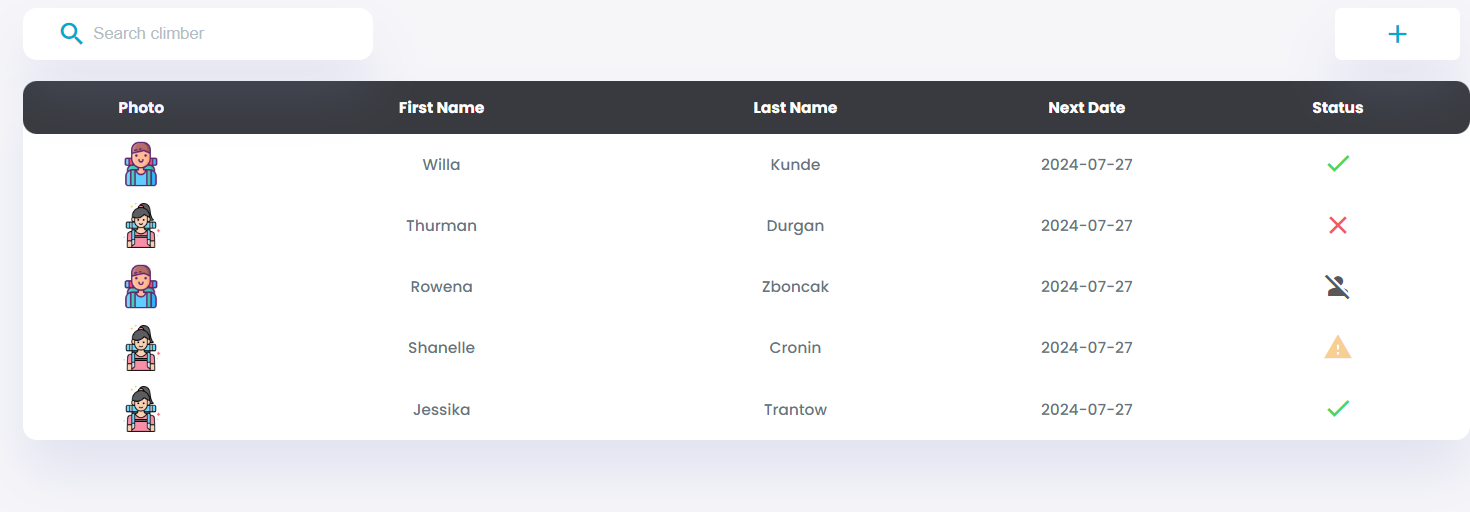 Search climber
Photo First Name Last Name Next Date Status
Willa Kunde 2024-07-27
Thurman Durgan 2024-07-27
Rowena Zboncak 2024-07-27
Shanelle Cronin 2024-07-27
Jessika Trantow 2024-07-27